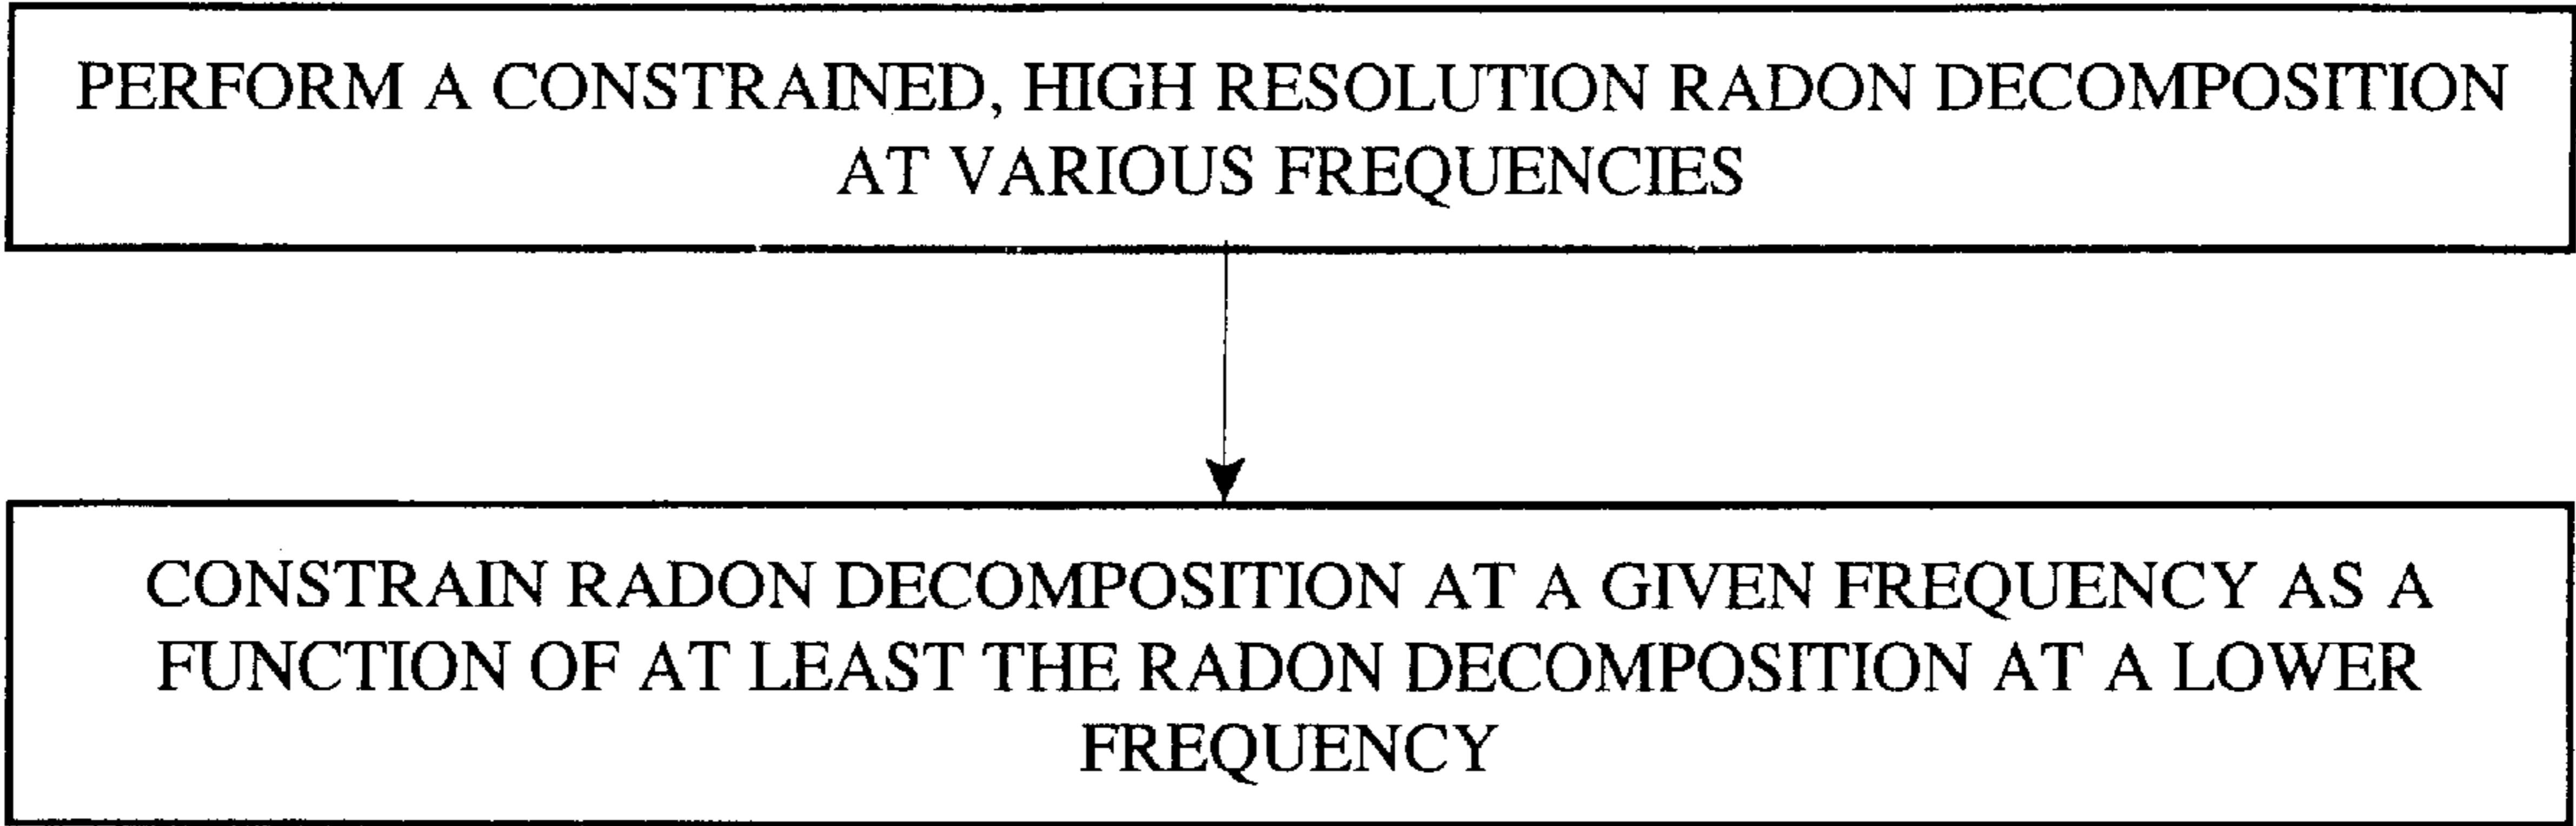 PERFORM A CONSTRAINED, HIGH RESOLUTION RADON DECOMPOSITION
AT VARIOUS FREQUENCIES
CONSTRAIN RADON DECOMPOSITION AT A GIVEN FREQUENCY AS A
FUNCTION OF AT LEAST THE RADON DECOMPOSITION AT A LOWER
FREQUENCY